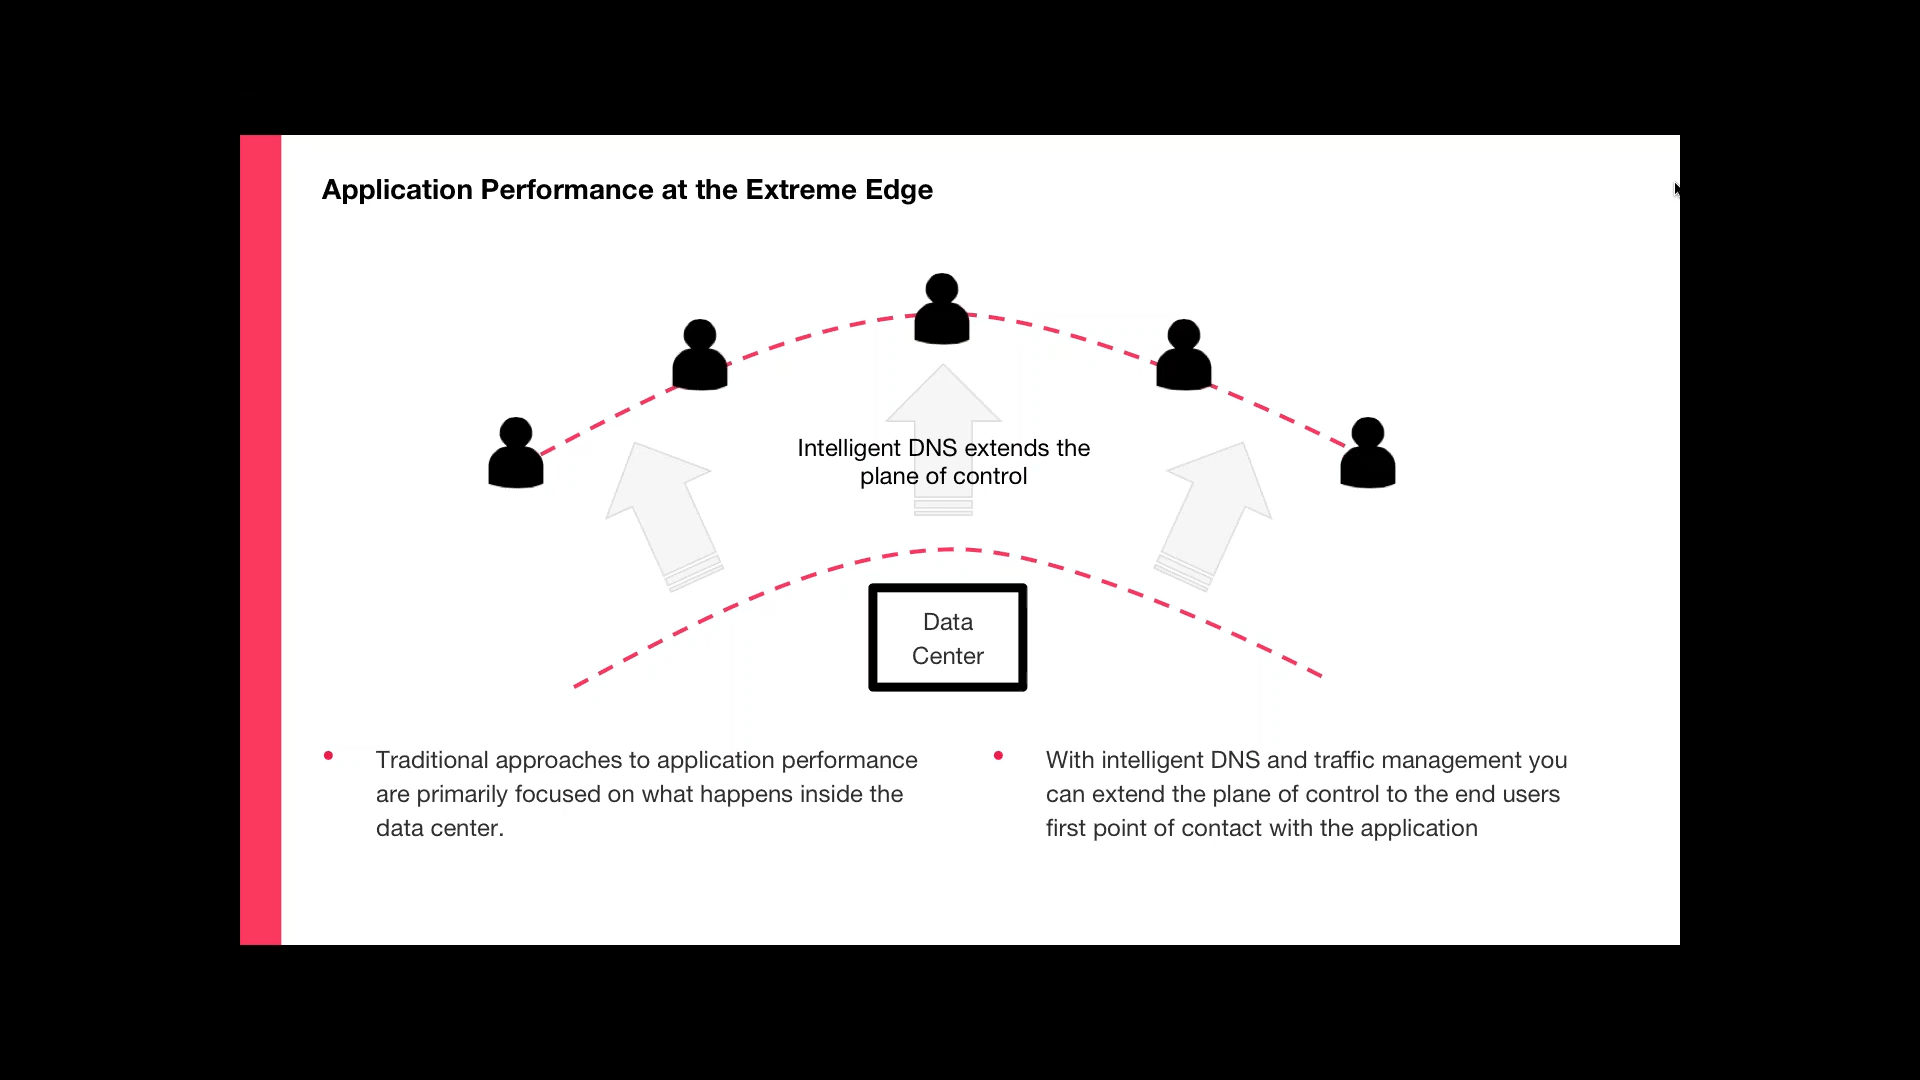 Application Performance at the Extreme Edge
Intelligent DNS extends the
plane of control
Data
Center
Traditional approaches to application performance
are primarily focused on what happens inside the
data center.
With intelligent DNS and traffic management you
can extend the plane of control to the end users
first point of contact with the application